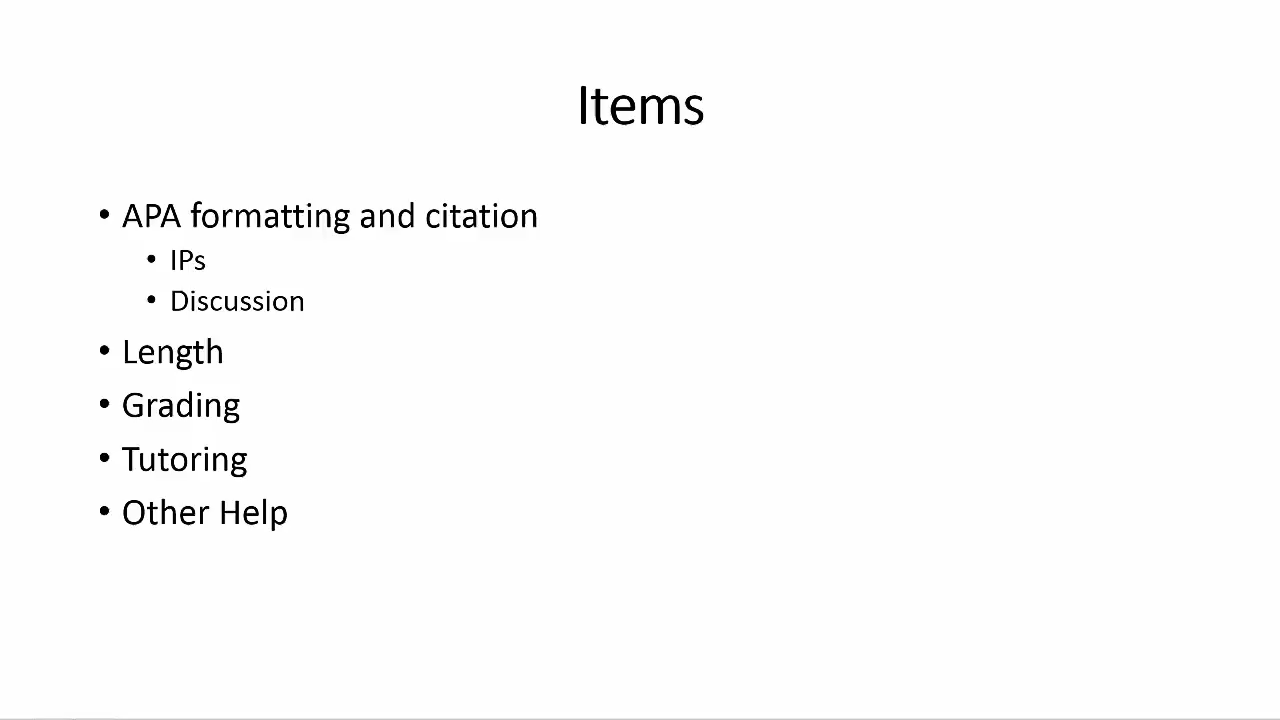 Items
• APA formatting and citation
• IPs
• Discussion
• Length
• Grading
• Tutoring
• Other Help